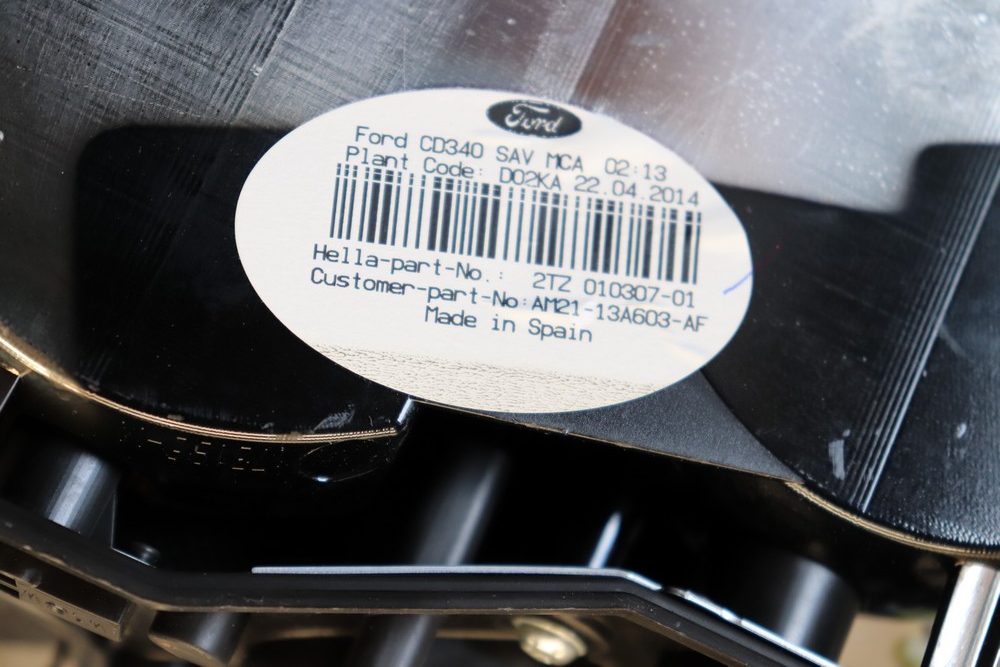 Ford
Ford CD340 SAV MCA 02:13
Plant Code: D02KA 22.04.2014
Hella-part-No.: 2TZ 010307-01
Customer-part-No:AM21-13A603-AF
Made in Spain